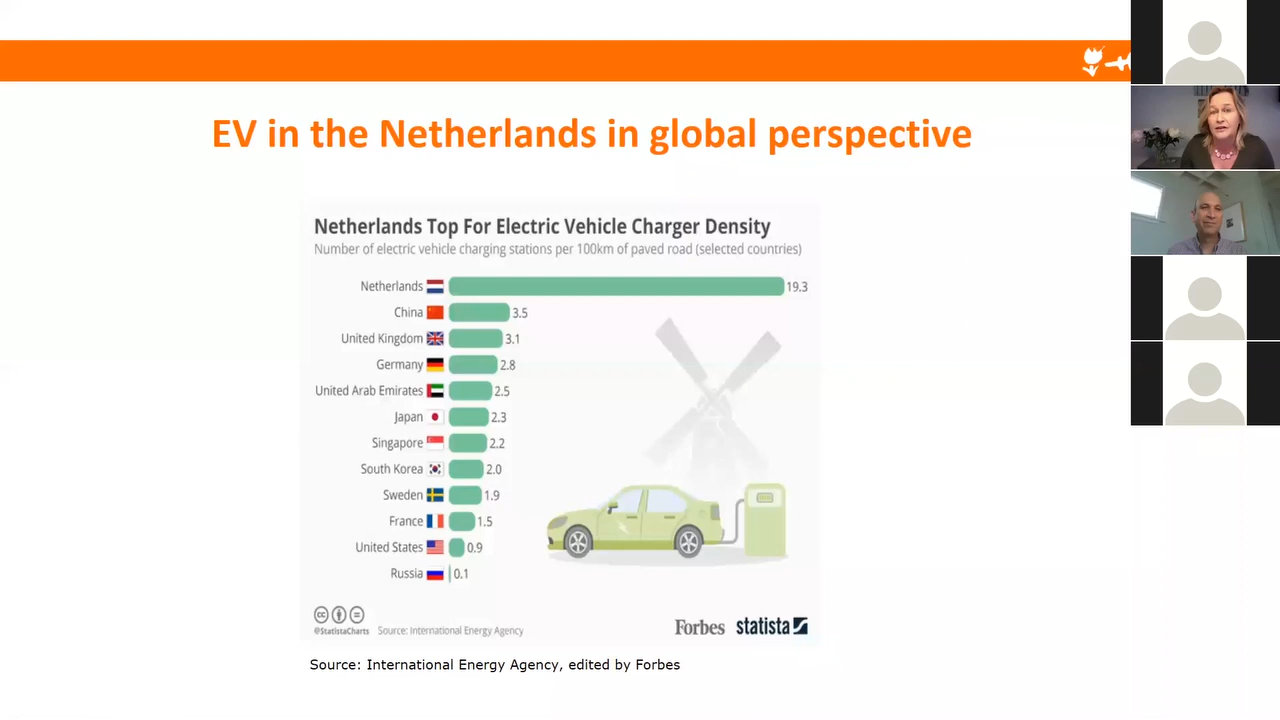 EV in the Netherlands in global perspective
Netherlands Top For Electric Vehicle Charger Density
Number of electric vehicle charging stations per 100km of paved road (selected countries)
Netherlands 19.3
China 3.5
United Kingdom 3.1
Germany 2.8
United Arab Emirates 2.5
Japan 2.3
Singapore 2.2
South Korea 2.0
Sweden 1.9
France 1.5
United States 0.9
Russia 0.1
cc
@StatistaCharts Source: International Energy Agency
Forbes statista
Source: International Energy Agency, edited by Forbes